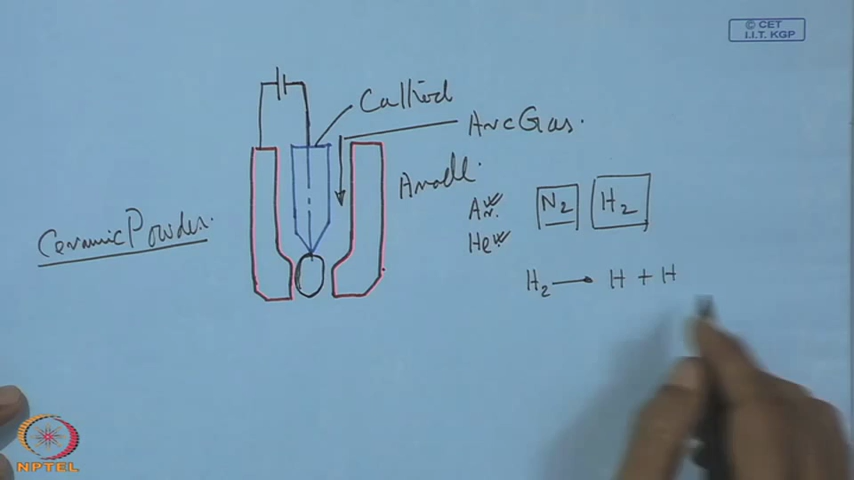 © CET
I.I.T. KGP
Cathod
Arc Gas.
Anode.
Ar.
He
N2
H2
Ceramic Powder.
H2 → H + H
NPTEL